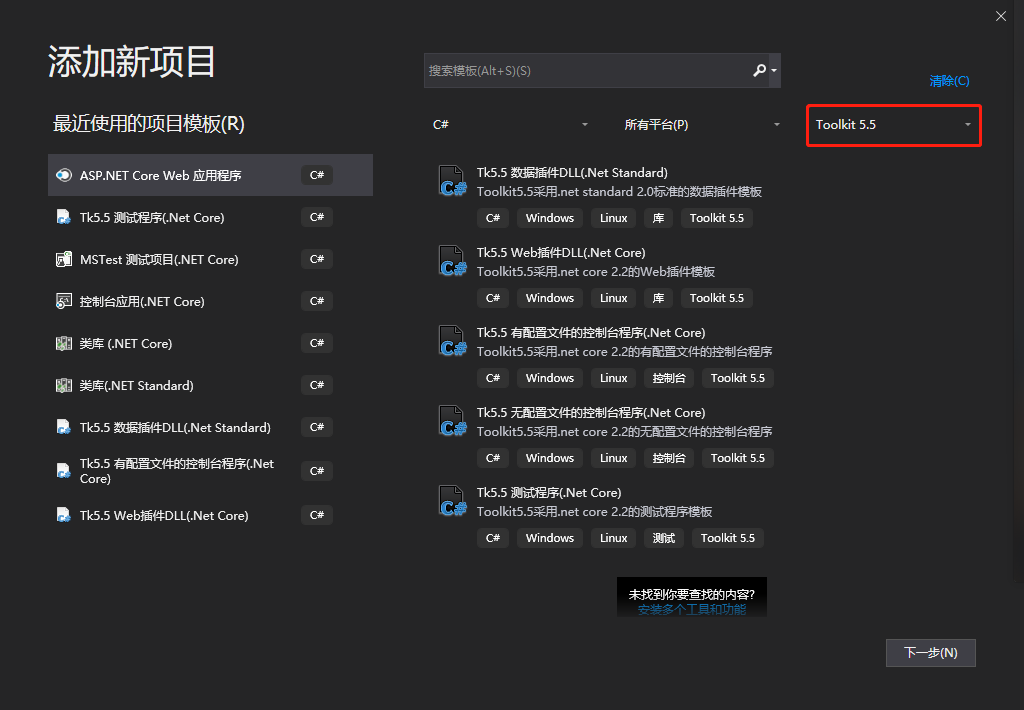 添加新项目
搜索模板(Alt+S)(S)
清除(C)
最近使用的项目模板(R)
C#
所有平台(P)
Toolkit 5.5
ASP.NET Core Web 应用程序
C#
Tk5.5 测试程序(.Net Core)
C#
MSTest 测试项目(.NET Core)
C#
控制台应用(.NET Core)
C#
类库 (.NET Core)
C#
类库(.NET Standard)
C#
Tk5.5 数据插件DLL(.Net Standard)
C#
Tk5.5 有配置文件的控制台程序(.Net
Core)
C#
Tk5.5 Web插件DLL(.Net Core)
C#
Tk5.5 数据插件DLL(.Net Standard)
Toolkit5.5采用.net standard 2.0标准的数据插件模板
C# Windows Linux 库 Toolkit 5.5
Tk5.5 Web插件DLL(.Net Core)
Toolkit5.5采用.net core 2.2的Web插件模板
C# Windows Linux 库 Toolkit 5.5
Tk5.5 有配置文件的控制台程序(.Net Core)
Toolkit5.5采用.net core 2.2的有配置文件的控制台程序
C# Windows Linux 控制台 Toolkit 5.5
Tk5.5 无配置文件的控制台程序(.Net Core)
Toolkit5.5采用.net core 2.2的无配置文件的控制台程序
C# Windows Linux 控制台 Toolkit 5.5
Tk5.5 测试程序(.Net Core)
Toolkit5.5采用.net core 2.2的测试程序模板
C# Windows Linux 测试 Toolkit 5.5
未找到你要查找的内容?
安装多个工具和功能
下一步(N)